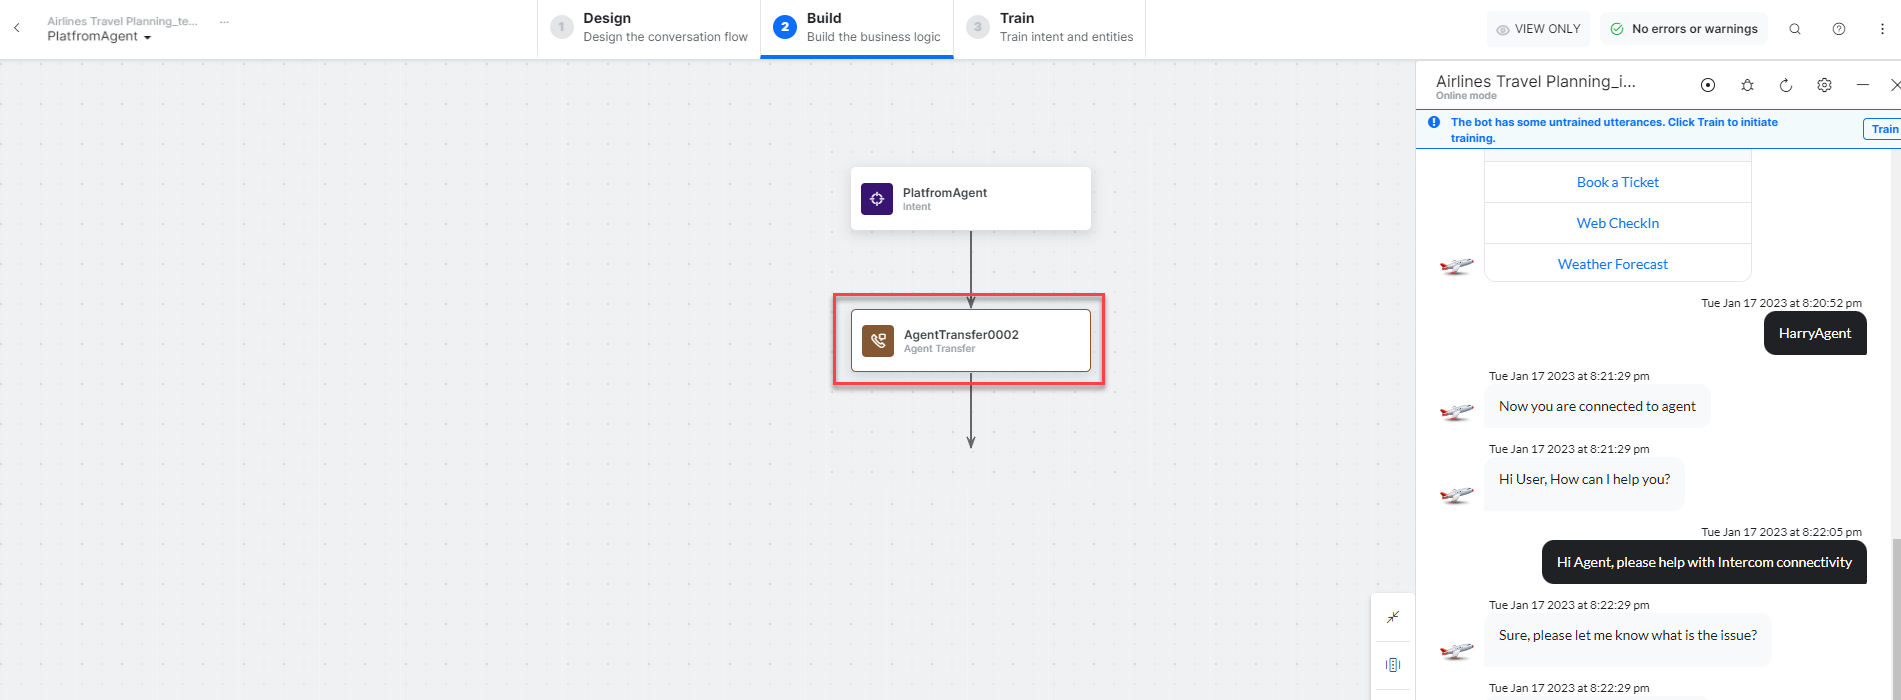 Airlines Travel Planning_te...
...
PlatfromAgent
1
Design
Design the conversation flow
2
Build
Build the business logic
3
Train
Train intent and entities
VIEW ONLY
No errors or warnings
PlatfromAgent
Intent
AgentTransfer0002
Agent Transfer
Airlines Travel Planning_i...
Online mode
The bot has some untrained utterances. Click Train to initiate
training.
Train
Book a Ticket
Web CheckIn
Weather Forecast
Tue Jan 17 2023 at 8:20:52 pm
HarryAgent
Tue Jan 17 2023 at 8:21:29 pm
Now you are connected to agent
Tue Jan 17 2023 at 8:21:29 pm
Hi User, How can I help you?
Tue Jan 17 2023 at 8:22:05 pm
Hi Agent, please help with Intercom connectivity
Tue Jan 17 2023 at 8:22:29 pm
Sure, please let me know what is the issue?
Tue Jan 17 2023 at 8:22:29 pm